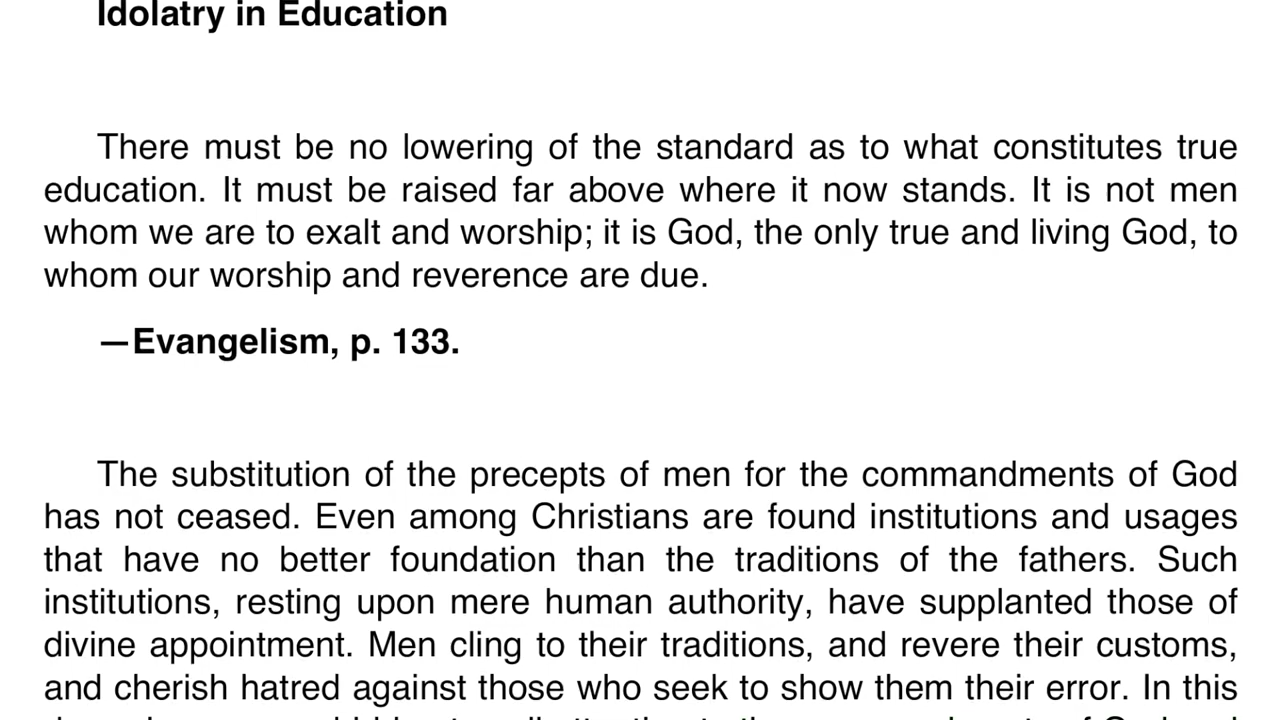 Idolatry in Education
There must be no lowering of the standard as to what constitutes true
education. It must be raised far above where it now stands. It is not men
whom we are to exalt and worship; it is God, the only true and living God, to
whom our worship and reverence are due.
—Evangelism, p. 133.
The substitution of the precepts of men for the commandments of God
has not ceased. Even among Christians are found institutions and usages
that have no better foundation than the traditions of the fathers. Such
institutions, resting upon mere human authority, have supplanted those of
divine appointment. Men cling to their traditions, and revere their customs,
and cherish hatred against those who seek to show them their error. In this